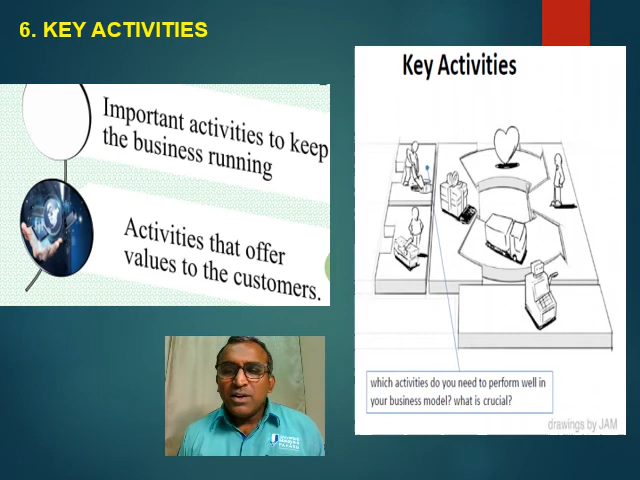 6. KEY ACTIVITIES
Important activities to keep
the business running
Activities that offer
values to the customers.
Key Activities
which activities do you need to perform well in
your business model? what is crucial?
drawings by JAM